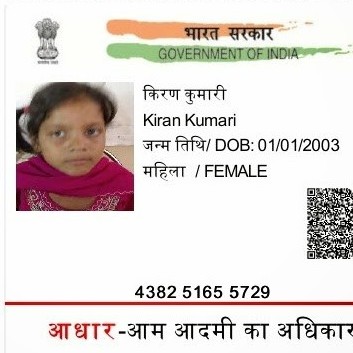 भारत सरकार
GOVERNMENT OF INDIA
किरण कुमारी
Kiran Kumari
जन्म तिथि/ DOB: 01/01/2003
महिला / FEMALE
4382 5165 5729
आधार-आम आदमी का अधिकार